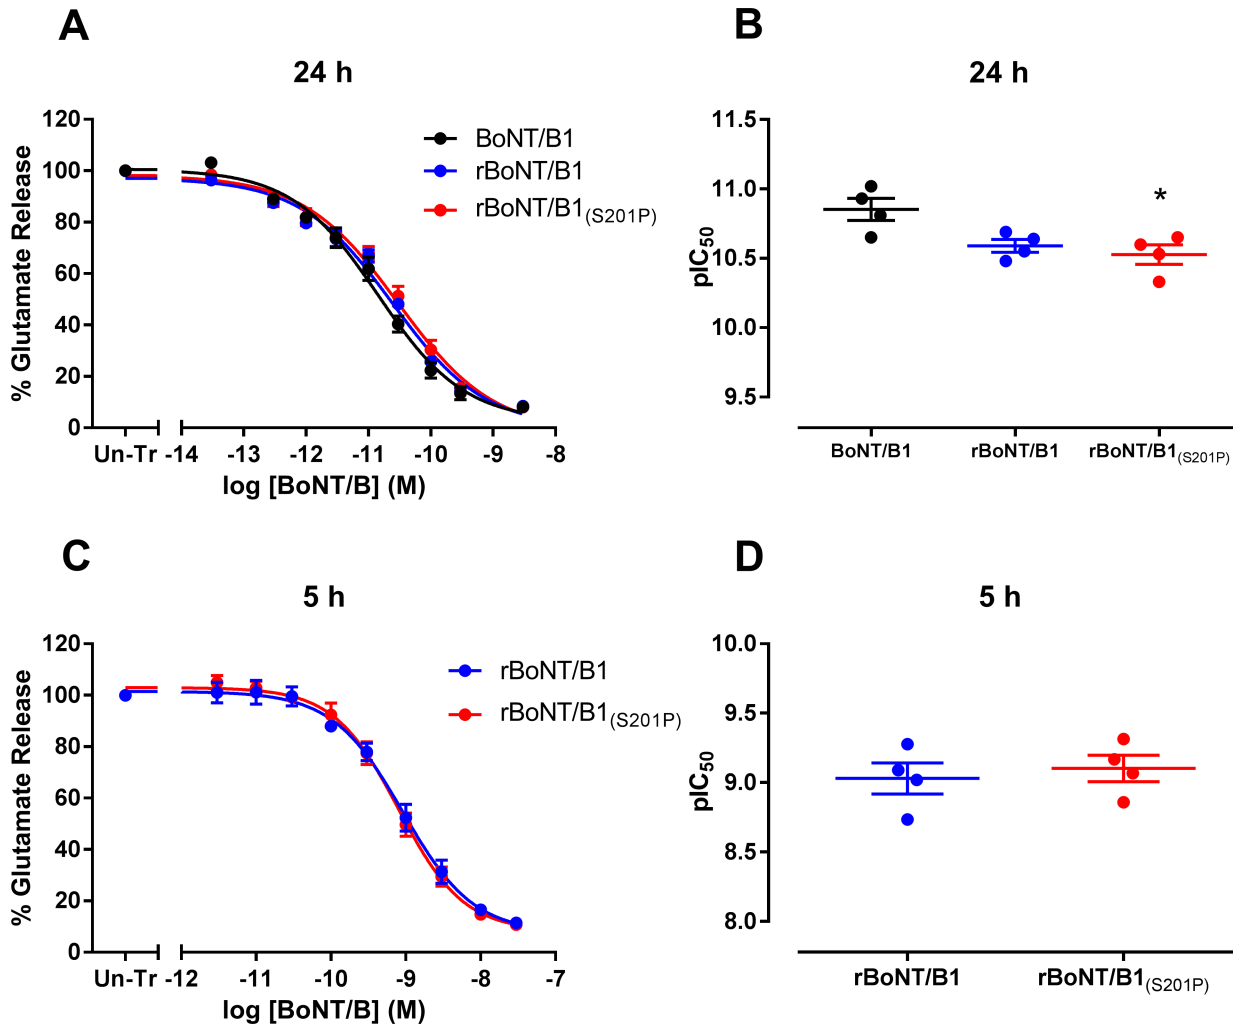 A
24 h
% Glutamate Release
120
100
80
60
40
20
0
BoNT/B1
rBoNT/B1
rBoNT/B1(S201P)
Un-Tr -14 -13 -12 -11 -10 -9 -8
log [BoNT/B] (M)
B
24 h
pIC50
11.5
11.0
10.5
10.0
9.5
*
BoNT/B1 rBoNT/B1 rBoNT/B1(S201P)
C
5 h
% Glutamate Release
120
100
80
60
40
20
0
rBoNT/B1
rBoNT/B1(S201P)
Un-Tr -12 -11 -10 -9 -8 -7
log [BoNT/B] (M)
D
5 h
pIC50
10.0
9.5
9.0
8.5
8.0
rBoNT/B1 rBoNT/B1(S201P)